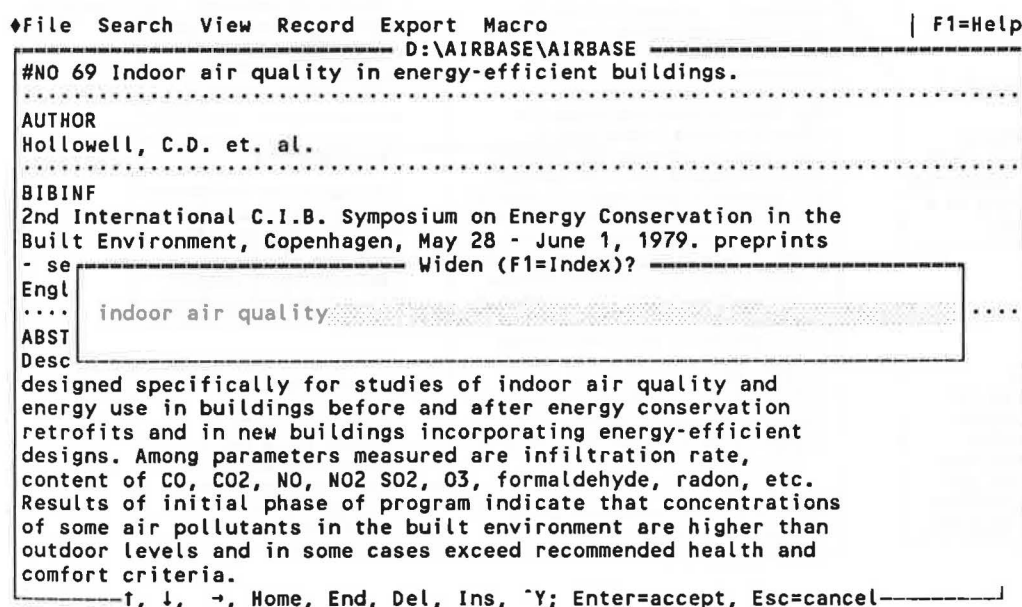 ♦File Search View Record Export Macro | F1=Help
D:\AIRBASE\AIRBASE
#NO 69 Indoor air quality in energy-efficient buildings.
AUTHOR
Hollowell, C.D. et. al.
BIBINF
2nd International C.I.B. Symposium on Energy Conservation in the
Built Environment, Copenhagen, May 28 - June 1, 1979. preprints
- se
Widen (F1=Index)?
Engl
indoor air quality
ABST
Desc
designed specifically for studies of indoor air quality and
energy use in buildings before and after energy conservation
retrofits and in new buildings incorporating energy-efficient
designs. Among parameters measured are infiltration rate,
content of CO, CO2, NO, NO2 SO2, O3, formaldehyde, radon, etc.
Results of initial phase of program indicate that concentrations
of some air pollutants in the built environment are higher than
outdoor levels and in some cases exceed recommended health and
comfort criteria.
↑, ↓, →, Home, End, Del, Ins, ^Y; Enter=accept, Esc=cancel